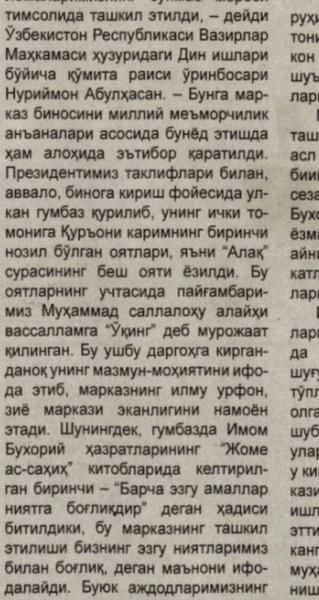 тимсолида ташкил этилди, – дейди
Ўзбекистон Республикаси Вазирлар
Маҳкамаси ҳузуридаги Дин ишлари
бўйича қўмита раиси ўринбосари
Нуриймон Абулҳасан. – Бунга мар-
каз биносини миллий меъморчилик
анъаналари асосида бунёд этишда
ҳам алоҳида эътибор қаратилди.
Президентимиз таклифлари билан,
аввало, бинога кириш фойесида ул-
кан гумбаз қурилиб, унинг ички то-
монига Қуръони каримнинг биринчи
нозил бўлган оятлари, яъни “Алақ”
сурасининг беш ояти ёзилди. Бу
оятларнинг учтасида пайғамбари-
миз Муҳаммад саллалоҳу алайҳи
вассалламга “Ўқинг” деб мурожаат
қилинган. Бу ушбу даргоҳга кирган-
даноқ унинг мазмун-моҳиятини ифо-
да этиб, марказнинг илму урфон,
зиё маркази эканлигини намоён
этади. Шунингдек, гумбазда Имом
Бухорий ҳазратларининг “Жоме
ас-саҳиҳ” китобларида келтирил-
ган биринчи – “Барча эзгу амаллар
ниятга боғлиқдир” деган ҳадиси
битилдики, бу марказнинг ташкил
этилиши бизнинг эзгу ниятларимиз
билан боғлиқ, деган маънони ифо-
далайди. Буюк аждодларимизнинг